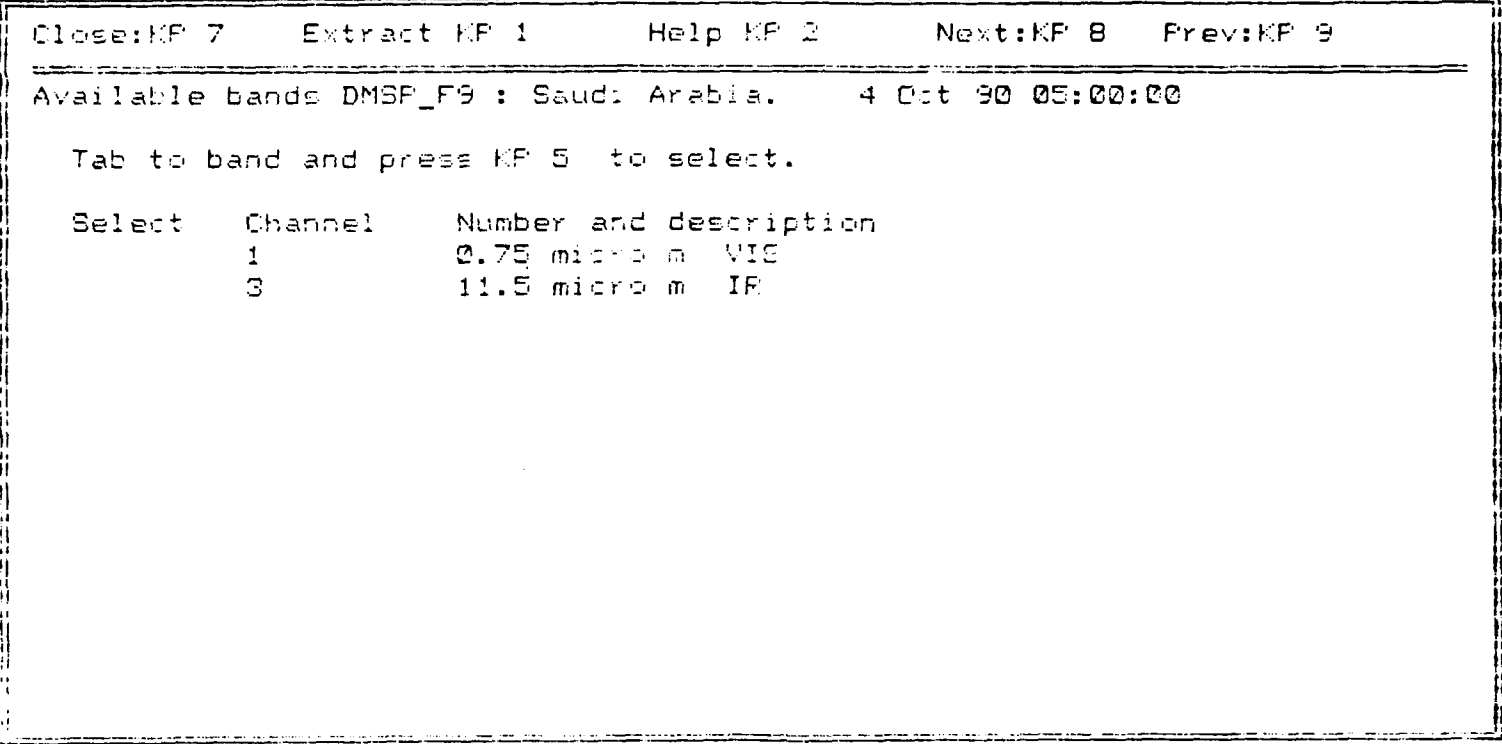 Close:KP 7    Extract KP 1    Help KP 2    Next:KP 8    Prev:KP 9
Available bands DMSP_F9 : Saudi Arabia.    4 Oct 90 05:00:00
Tab to band and press KP 5  to select.
Select    Channel    Number and description
1    0.75 micro m  VIS
3    11.5 micro m  IR